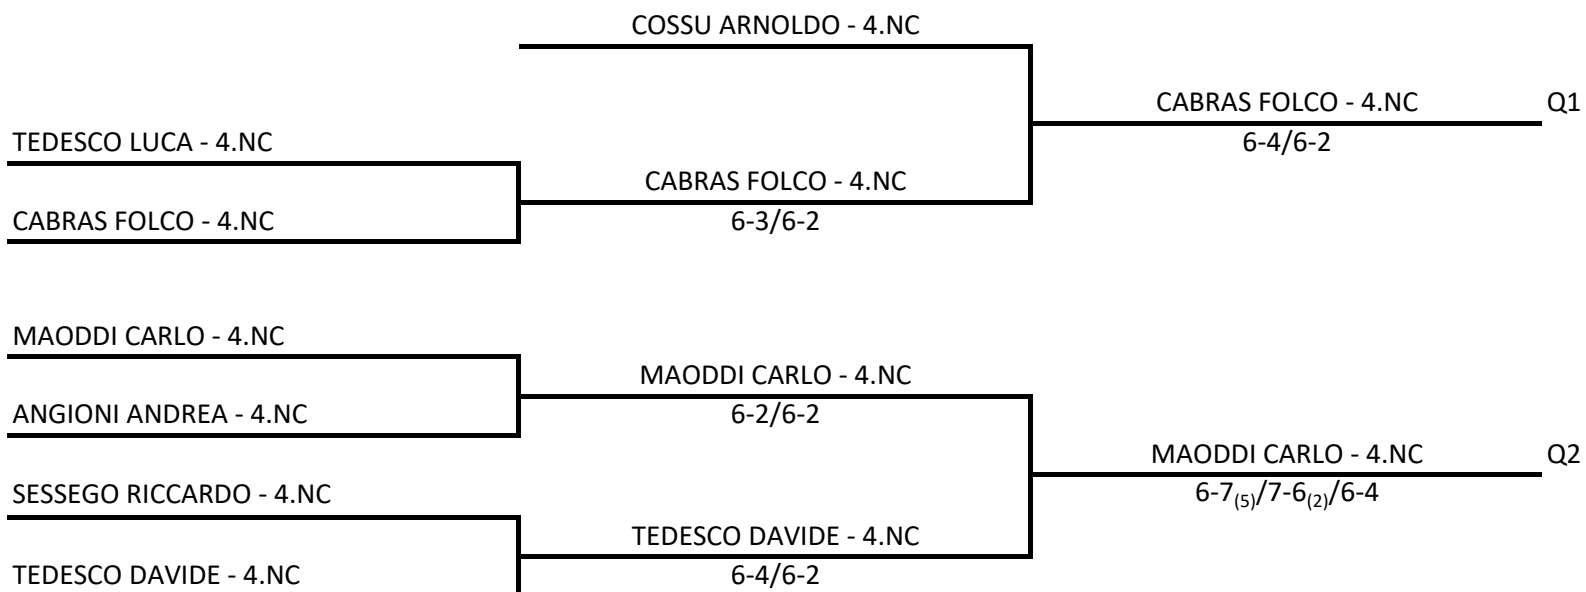 COSSU ARNOLDO - 4.NC
CABRAS FOLCO - 4.NC Q1
6-4/6-2
TEDESCO LUCA - 4.NC
CABRAS FOLCO - 4.NC
6-3/6-2
CABRAS FOLCO - 4.NC
MAODDI CARLO - 4.NC
MAODDI CARLO - 4.NC
6-2/6-2
ANGIONI ANDREA - 4.NC
MAODDI CARLO - 4.NC Q2
6-7(5)/7-6(2)/6-4
SESSEGO RICCARDO - 4.NC
TEDESCO DAVIDE - 4.NC
6-4/6-2
TEDESCO DAVIDE - 4.NC